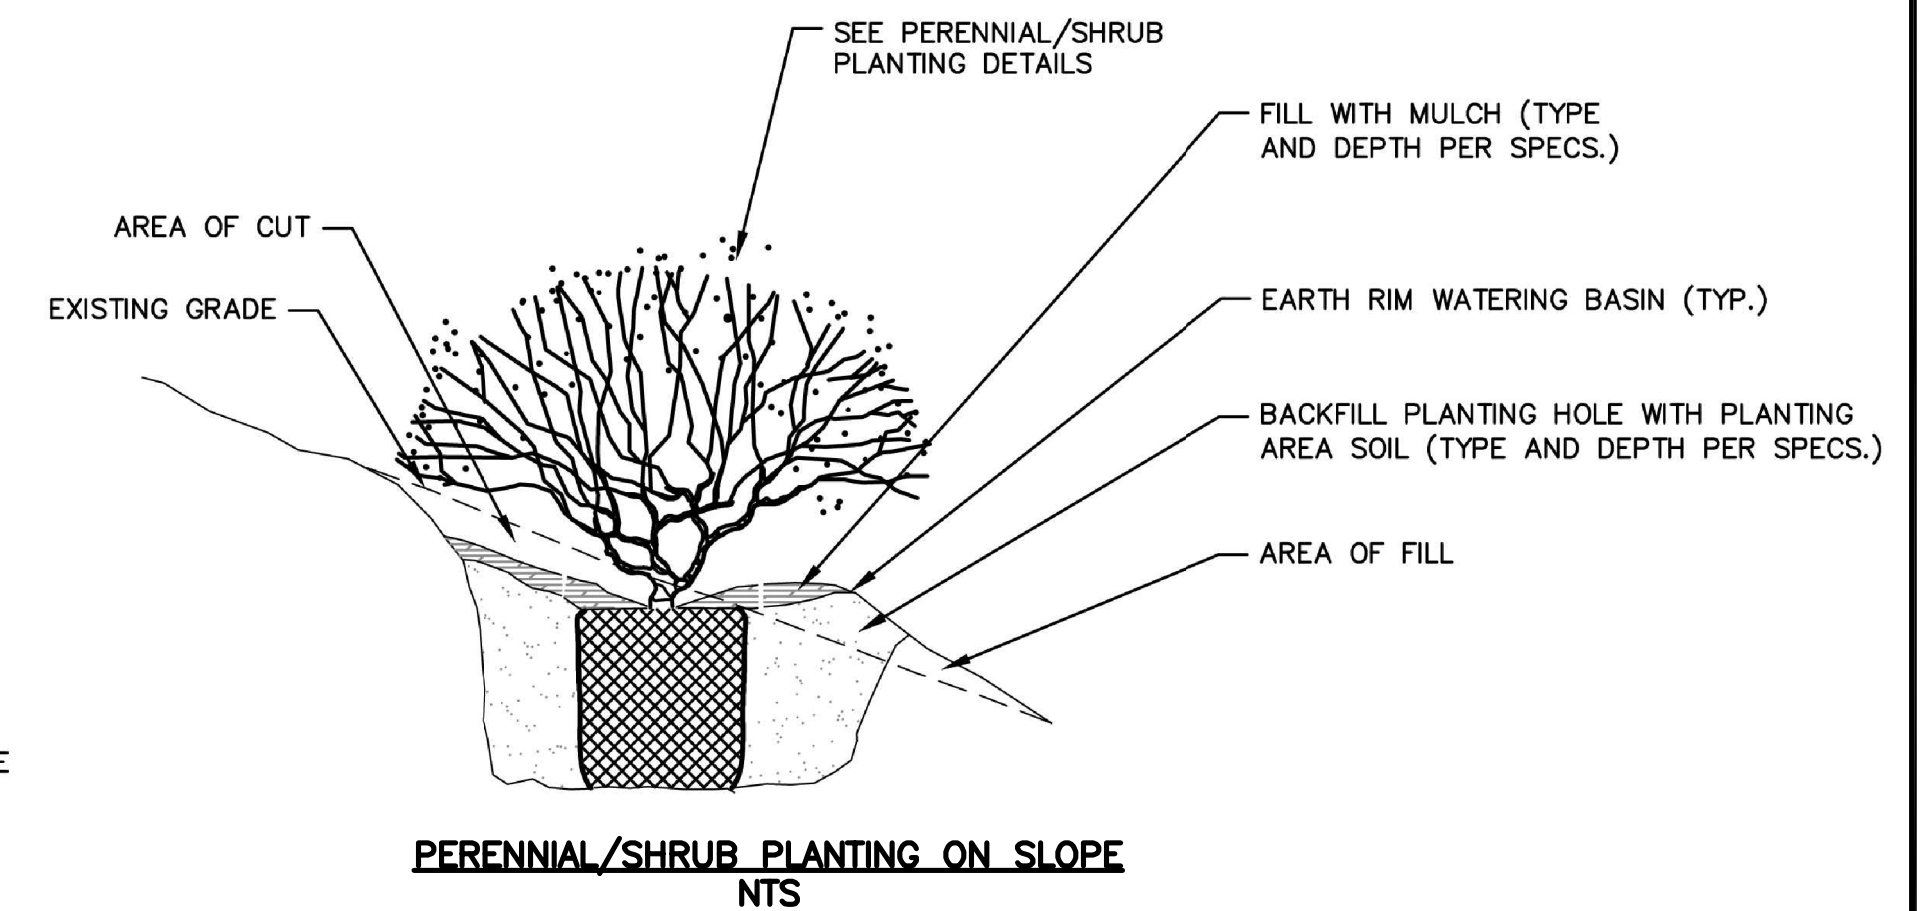 SEE PERENNIAL/SHRUB
PLANTING DETAILS
FILL WITH MULCH (TYPE
AND DEPTH PER SPECS.)
AREA OF CUT
EXISTING GRADE
EARTH RIM WATERING BASIN (TYP.)
BACKFILL PLANTING HOLE WITH PLANTING
AREA SOIL (TYPE AND DEPTH PER SPECS.)
AREA OF FILL
E
PERENNIAL/SHRUB PLANTING ON SLOPE
NTS